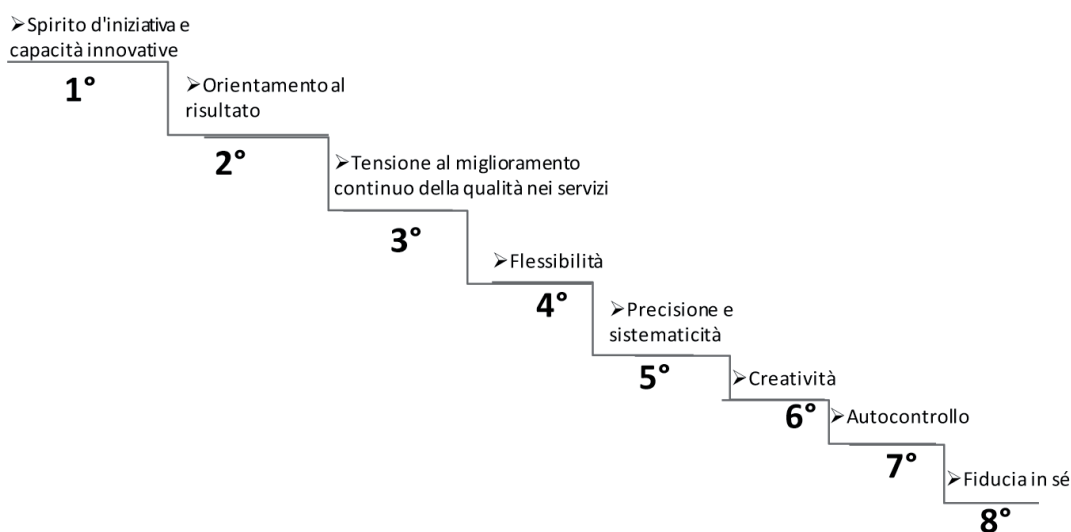 ➢Spirito d'iniziativa e
capacità innovative
1°
➢Orientamento al
risultato
2°
➢Tensione al miglioramento
continuo della qualità nei servizi
3°
➢Flessibilità
4°
➢Precisione e
sistematicità
5°
➢Creatività
6°
➢Autocontrollo
7°
➢Fiducia in sé
8°